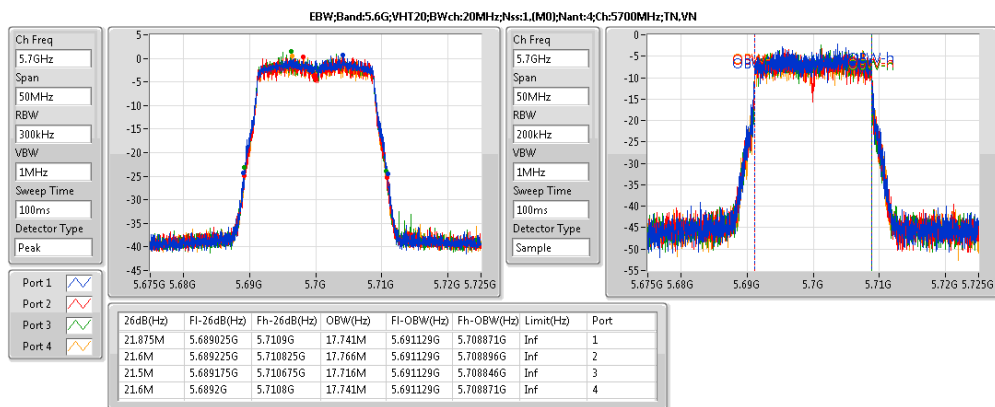 EBW;Band:5.6G;VHT20;BWch:20MHz;Nss:1,(M0);Nant:4;Ch:5700MHz;TN,VN
Ch Freq
5.7GHz
Span
50MHz
RBW
300kHz
VBW
1MHz
Sweep Time
100ms
Detector Type
Peak
5
0
-5
-10
-15
-20
-25
-30
-35
-40
-45
5.675G 5.68G 5.69G 5.7G 5.71G 5.72G 5.725G
Ch Freq
5.7GHz
Span
50MHz
RBW
200kHz
VBW
1MHz
Sweep Time
100ms
Detector Type
Sample
0
-5
-10
-15
-20
-25
-30
-35
-40
-45
-50
-55
5.675G 5.68G 5.69G 5.7G 5.71G 5.72G 5.725G
Port 1
Port 2
Port 3
Port 4
26dB(Hz) Fl-26dB(Hz) Fh-26dB(Hz) OBW(Hz) Fl-OBW(Hz) Fh-OBW(Hz) Limit(Hz) Port
21.875M 5.689025G 5.7109G 17.741M 5.691129G 5.708871G Inf 1
21.6M 5.689225G 5.710825G 17.766M 5.691129G 5.708896G Inf 2
21.5M 5.689175G 5.710675G 17.716M 5.691129G 5.708846G Inf 3
21.6M 5.6892G 5.7108G 17.741M 5.691129G 5.708871G Inf 4